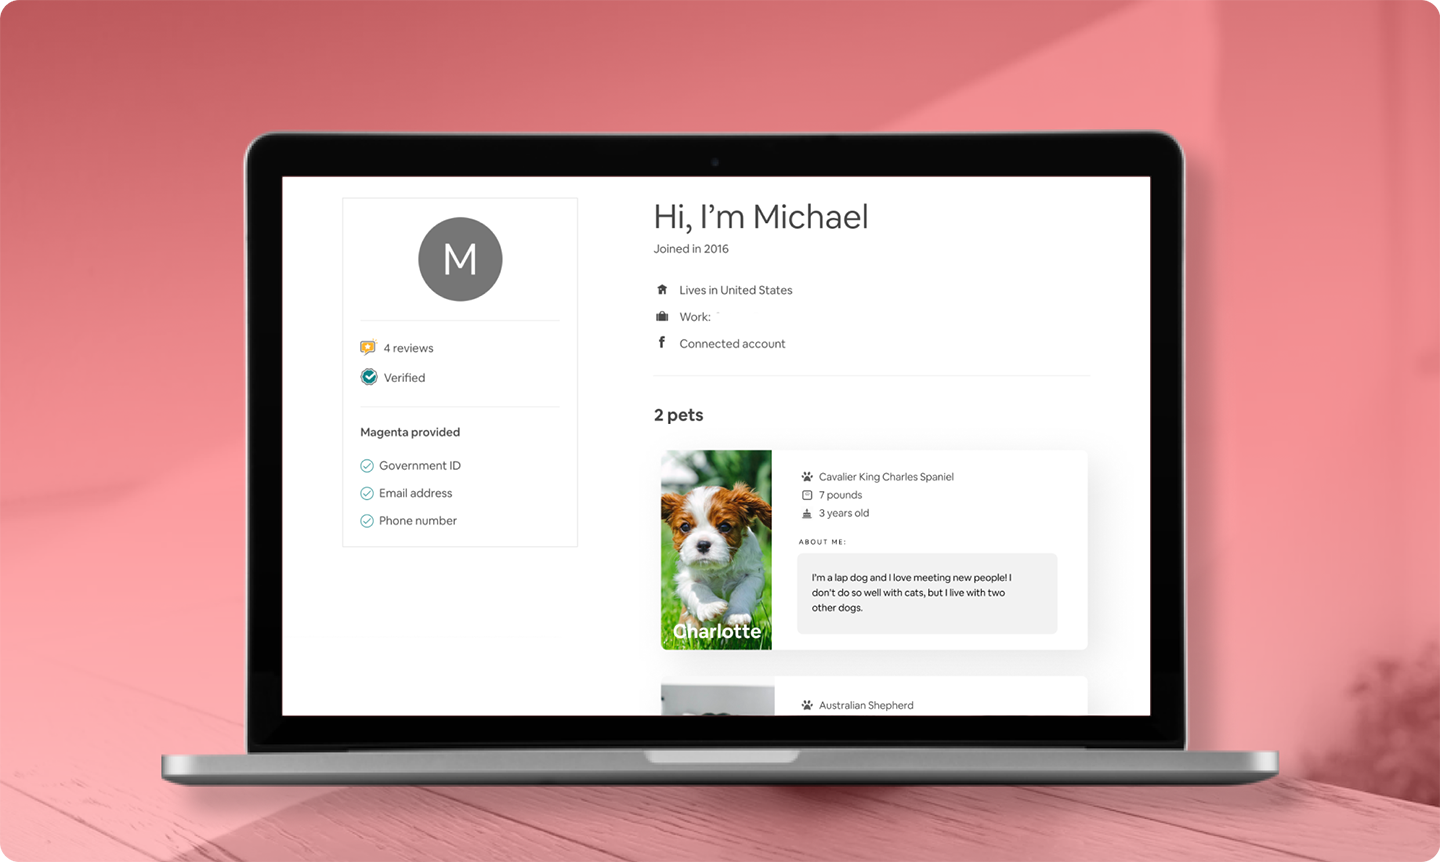 M
4 reviews
Verified
Magenta provided
Government ID
Email address
Phone number
Hi, I’m Michael
Joined in 2016
Lives in United States
Work:
Connected account
2 pets
Charlotte
Cavalier King Charles Spaniel
7 pounds
3 years old
ABOUT ME:
I’m a lap dog and I love meeting new people! I
don’t do so well with cats, but I live with two
other dogs.
Australian Shepherd